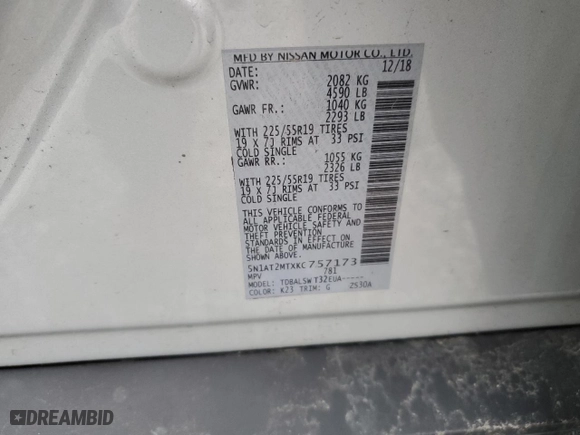 MFD BY NISSAN MOTOR CO., LTD.
DATE: 12/18
GVWR: 2082 KG
4590 LB
GAWR FR.: 1040 KG
2293 LB
WITH 225/55R19 TIRES
19 x 7J RIMS AT 33 PSI
COLD SINGLE
GAWR RR.: 1055 KG
2326 LB
WITH 225/55R19 TIRES
19 x 7J RIMS AT 33 PSI
COLD SINGLE
THIS VEHICLE CONFORMS TO
ALL APPLICABLE FEDERAL
MOTOR VEHICLE SAFETY AND
THEFT PREVENTION
STANDARDS IN EFFECT ON
THE DATE OF MANUFACTURE
SHOWN ABOVE.
5N1AT2MTXKC757173
MPV 781
MODEL: TDBALSW T32EUA-----
COLOR: K23 TRIM: G 2530A
DREAMBID